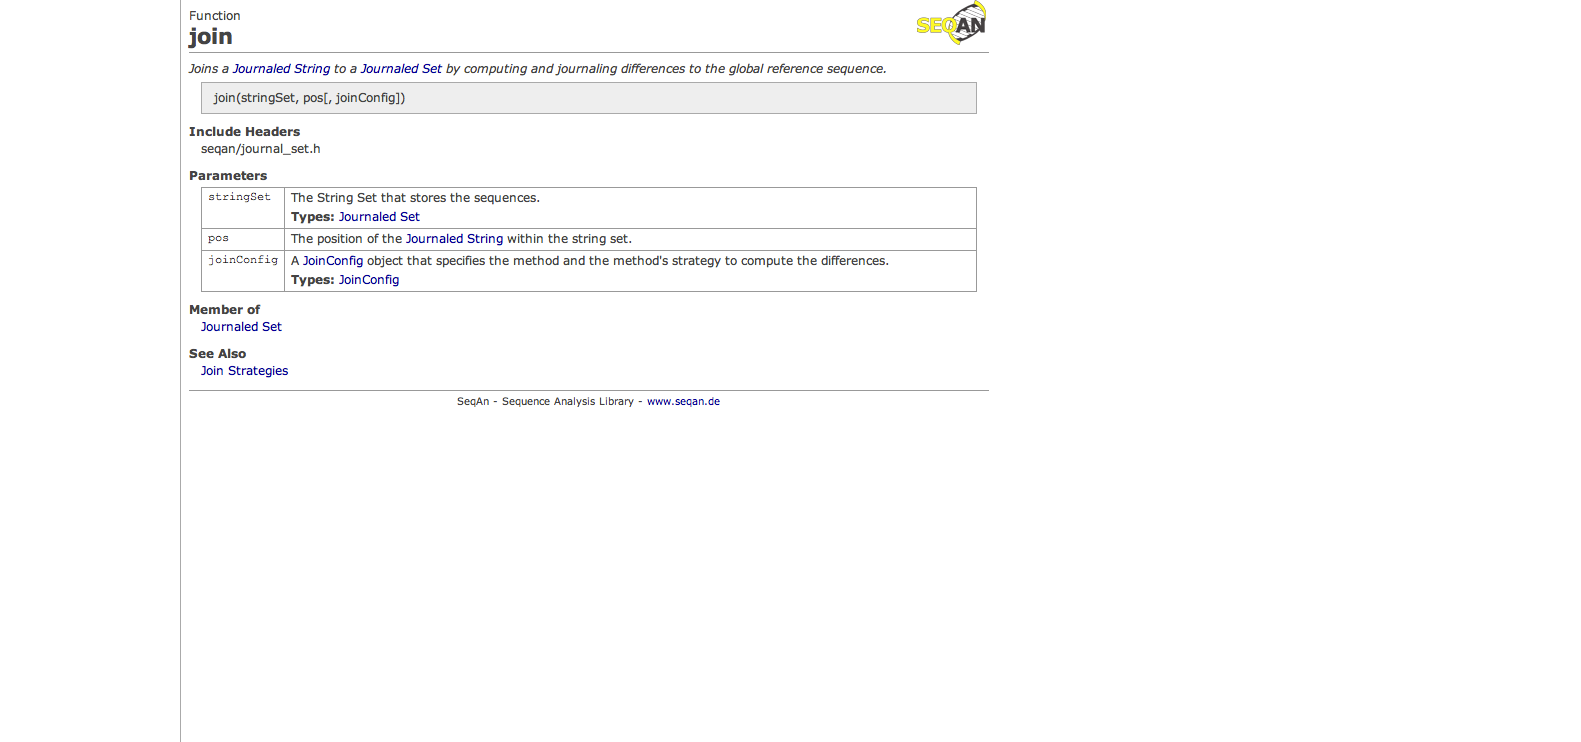 Function
SEQAN
join
Joins a Journaled String to a Journaled Set by computing and journaling differences to the global reference sequence.
join(stringSet, pos[, joinConfig])
Include Headers
seqan/journal_set.h
Parameters
stringSet The String Set that stores the sequences.
Types: Journaled Set
pos The position of the Journaled String within the string set.
joinConfig A JoinConfig object that specifies the method and the method's strategy to compute the differences.
Types: JoinConfig
Member of
Journaled Set
See Also
Join Strategies
SeqAn - Sequence Analysis Library - www.seqan.de